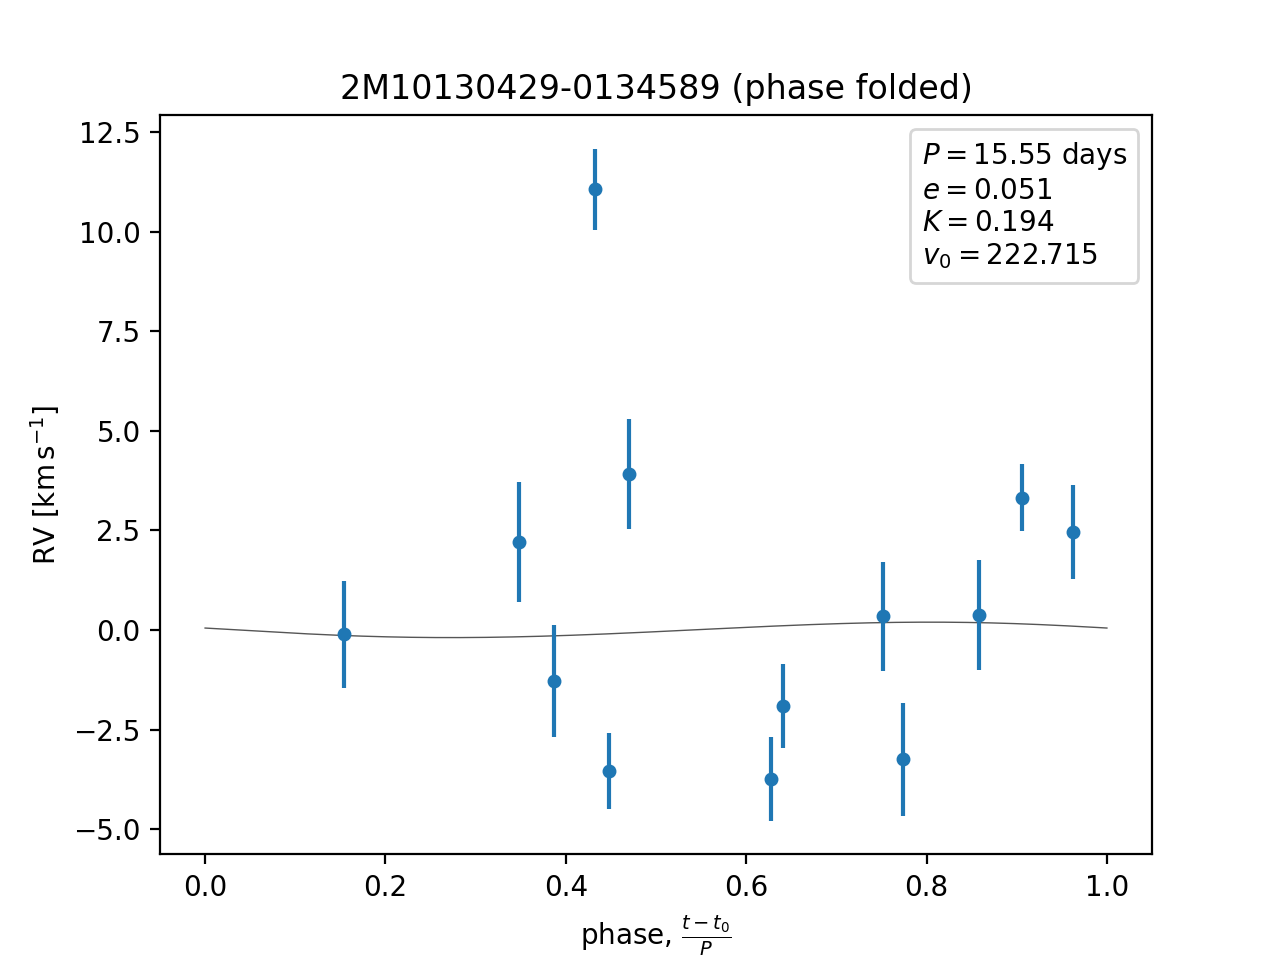 2M10130429-0134589 (phase folded)
P = 15.55 days
e = 0.051
K = 0.194
v₀ = 222.715
RV [km s⁻¹]
12.5
10.0
7.5
5.0
2.5
0.0
−2.5
−5.0
0.0 0.2 0.4 0.6 0.8 1.0
phase, (t − t₀)/P